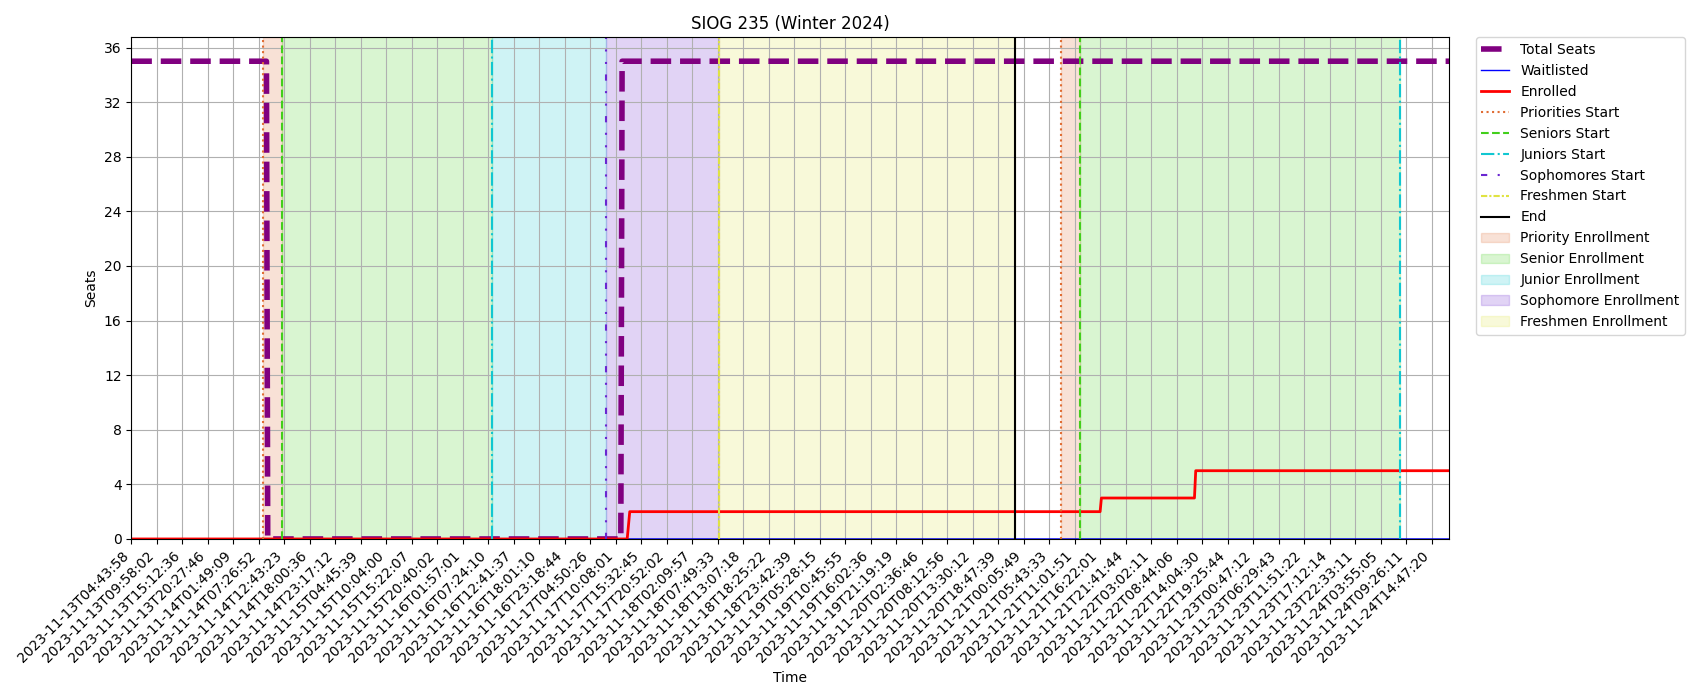 SIOG 235 (Winter 2024)
Seats
36
32
28
24
20
16
12
8
4
0
2023-11-13T04:43:58
2023-11-13T09:58:02
2023-11-13T15:12:36
2023-11-13T20:27:46
2023-11-14T01:49:09
2023-11-14T07:26:52
2023-11-14T12:43:23
2023-11-14T18:00:36
2023-11-14T23:17:12
2023-11-15T04:45:39
2023-11-15T10:04:00
2023-11-15T15:22:07
2023-11-15T20:40:02
2023-11-16T01:57:01
2023-11-16T07:24:10
2023-11-16T12:41:37
2023-11-16T18:01:10
2023-11-16T23:18:44
2023-11-17T04:50:26
2023-11-17T10:08:01
2023-11-17T15:32:45
2023-11-17T20:52:02
2023-11-18T02:09:57
2023-11-18T07:49:33
2023-11-18T13:07:18
2023-11-18T18:25:22
2023-11-18T23:42:39
2023-11-19T05:28:15
2023-11-19T10:45:55
2023-11-19T16:02:36
2023-11-19T21:19:19
2023-11-20T02:36:46
2023-11-20T08:12:56
2023-11-20T13:30:12
2023-11-20T18:47:39
2023-11-21T00:05:49
2023-11-21T05:43:33
2023-11-21T11:01:51
2023-11-21T16:22:01
2023-11-21T21:41:44
2023-11-22T03:02:11
2023-11-22T08:44:06
2023-11-22T14:04:30
2023-11-22T19:25:44
2023-11-23T00:47:12
2023-11-23T06:29:43
2023-11-23T11:51:22
2023-11-23T17:12:14
2023-11-23T22:33:11
2023-11-24T03:55:05
2023-11-24T09:26:11
2023-11-24T14:47:20
Time
Total Seats
Waitlisted
Enrolled
Priorities Start
Seniors Start
Juniors Start
Sophomores Start
Freshmen Start
End
Priority Enrollment
Senior Enrollment
Junior Enrollment
Sophomore Enrollment
Freshmen Enrollment